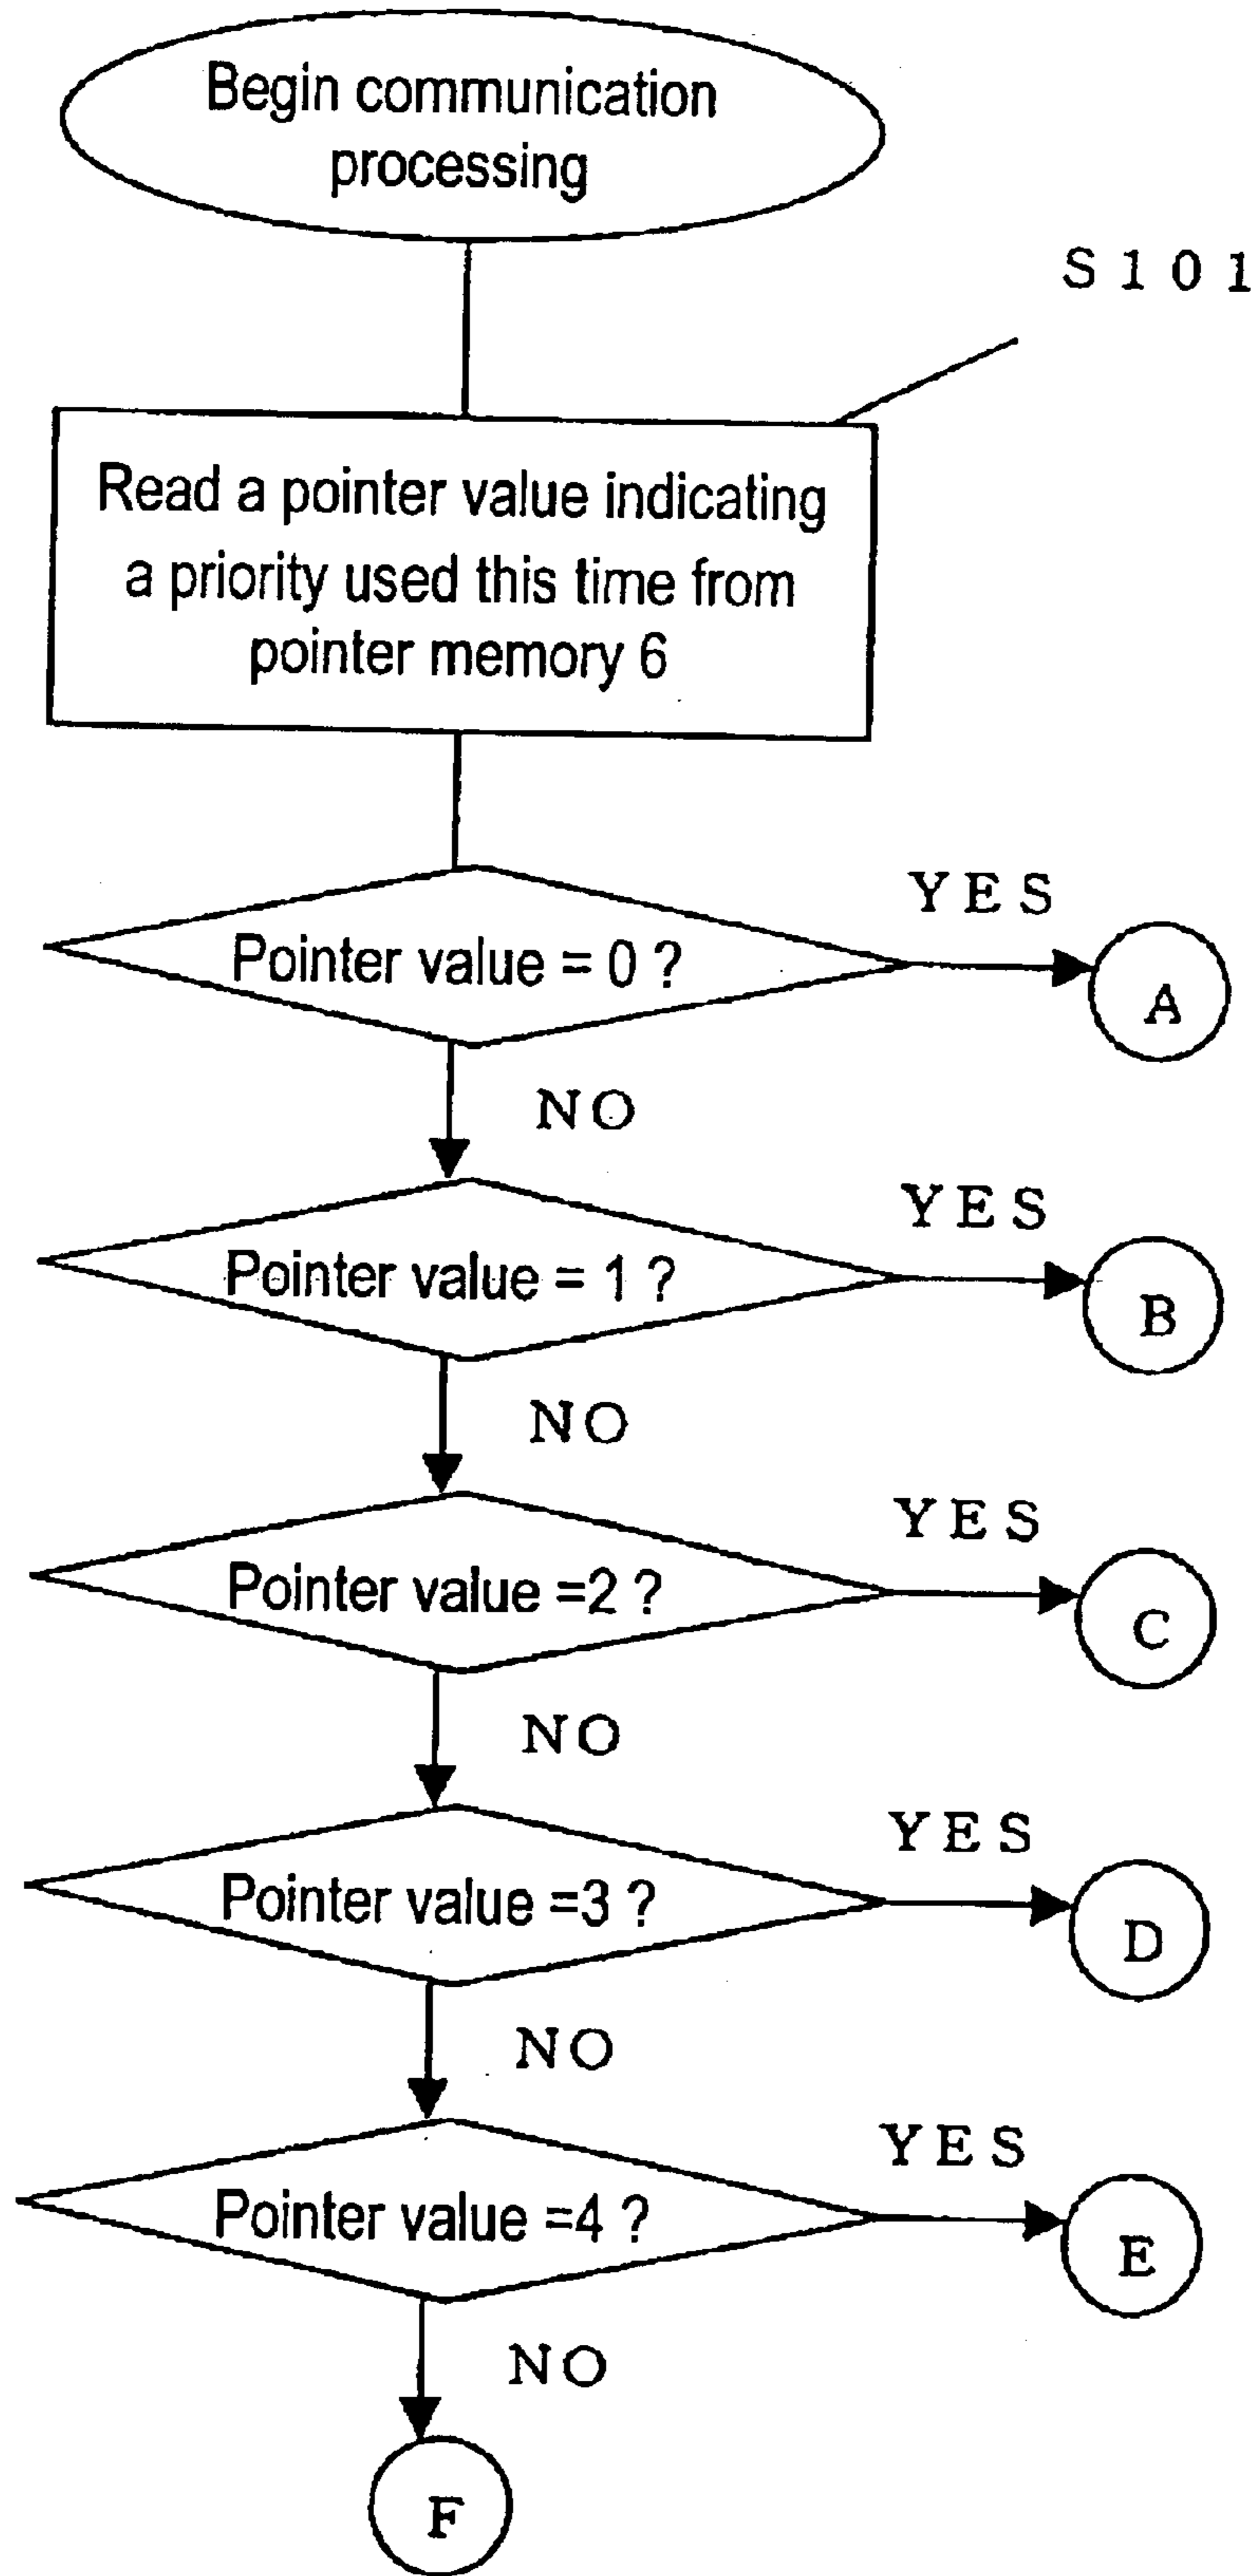 Begin communication
processing
S101
Read a pointer value indicating
a priority used this time from
pointer memory 6
YES
Pointer value = 0 ?
A
NO
YES
Pointer value = 1 ?
B
NO
YES
Pointer value =2 ?
C
NO
YES
Pointer value =3 ?
D
NO
YES
Pointer value =4 ?
E
NO
F